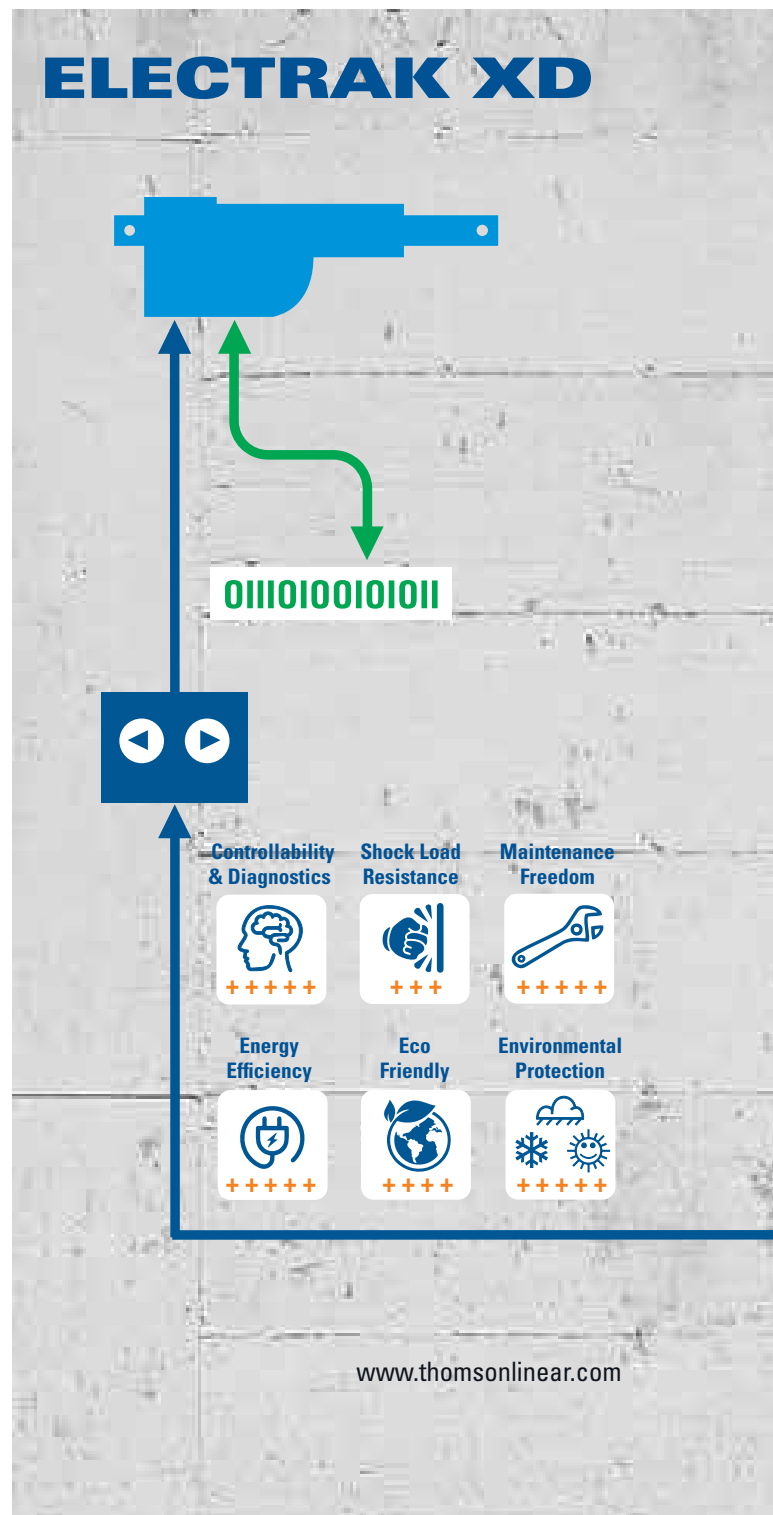 ELECTRAK XD
01110100101011
Controllability
& Diagnostics
+ + + + +
Shock Load
Resistance
+ + +
Maintenance
Freedom
+ + + + +
Energy
Efficiency
+ + + + +
Eco
Friendly
+ + + +
Environmental
Protection
+ + + + +
www.thomsonlinear.com